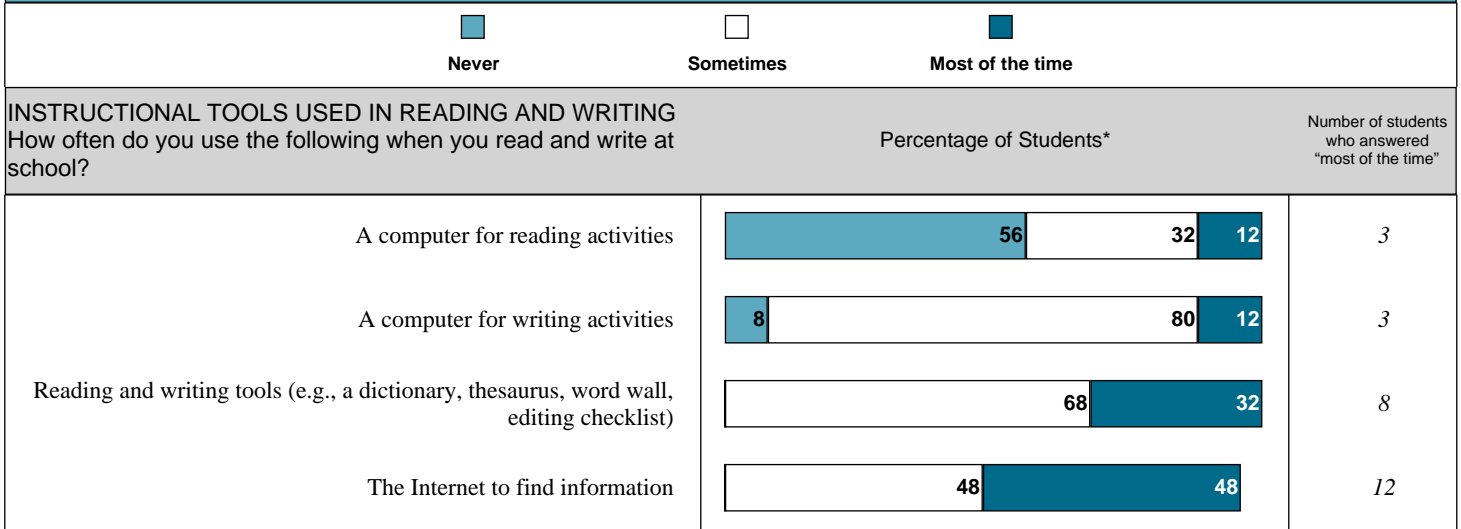 Never Sometimes Most of the time
INSTRUCTIONAL TOOLS USED IN READING AND WRITING
How often do you use the following when you read and write at
school?
Percentage of Students*
Number of students
who answered
“most of the time”
A computer for reading activities 56 32 12 3
A computer for writing activities 8 80 12 3
Reading and writing tools (e.g., a dictionary, thesaurus, word wall,
editing checklist) 68 32 8
The Internet to find information 48 48 12